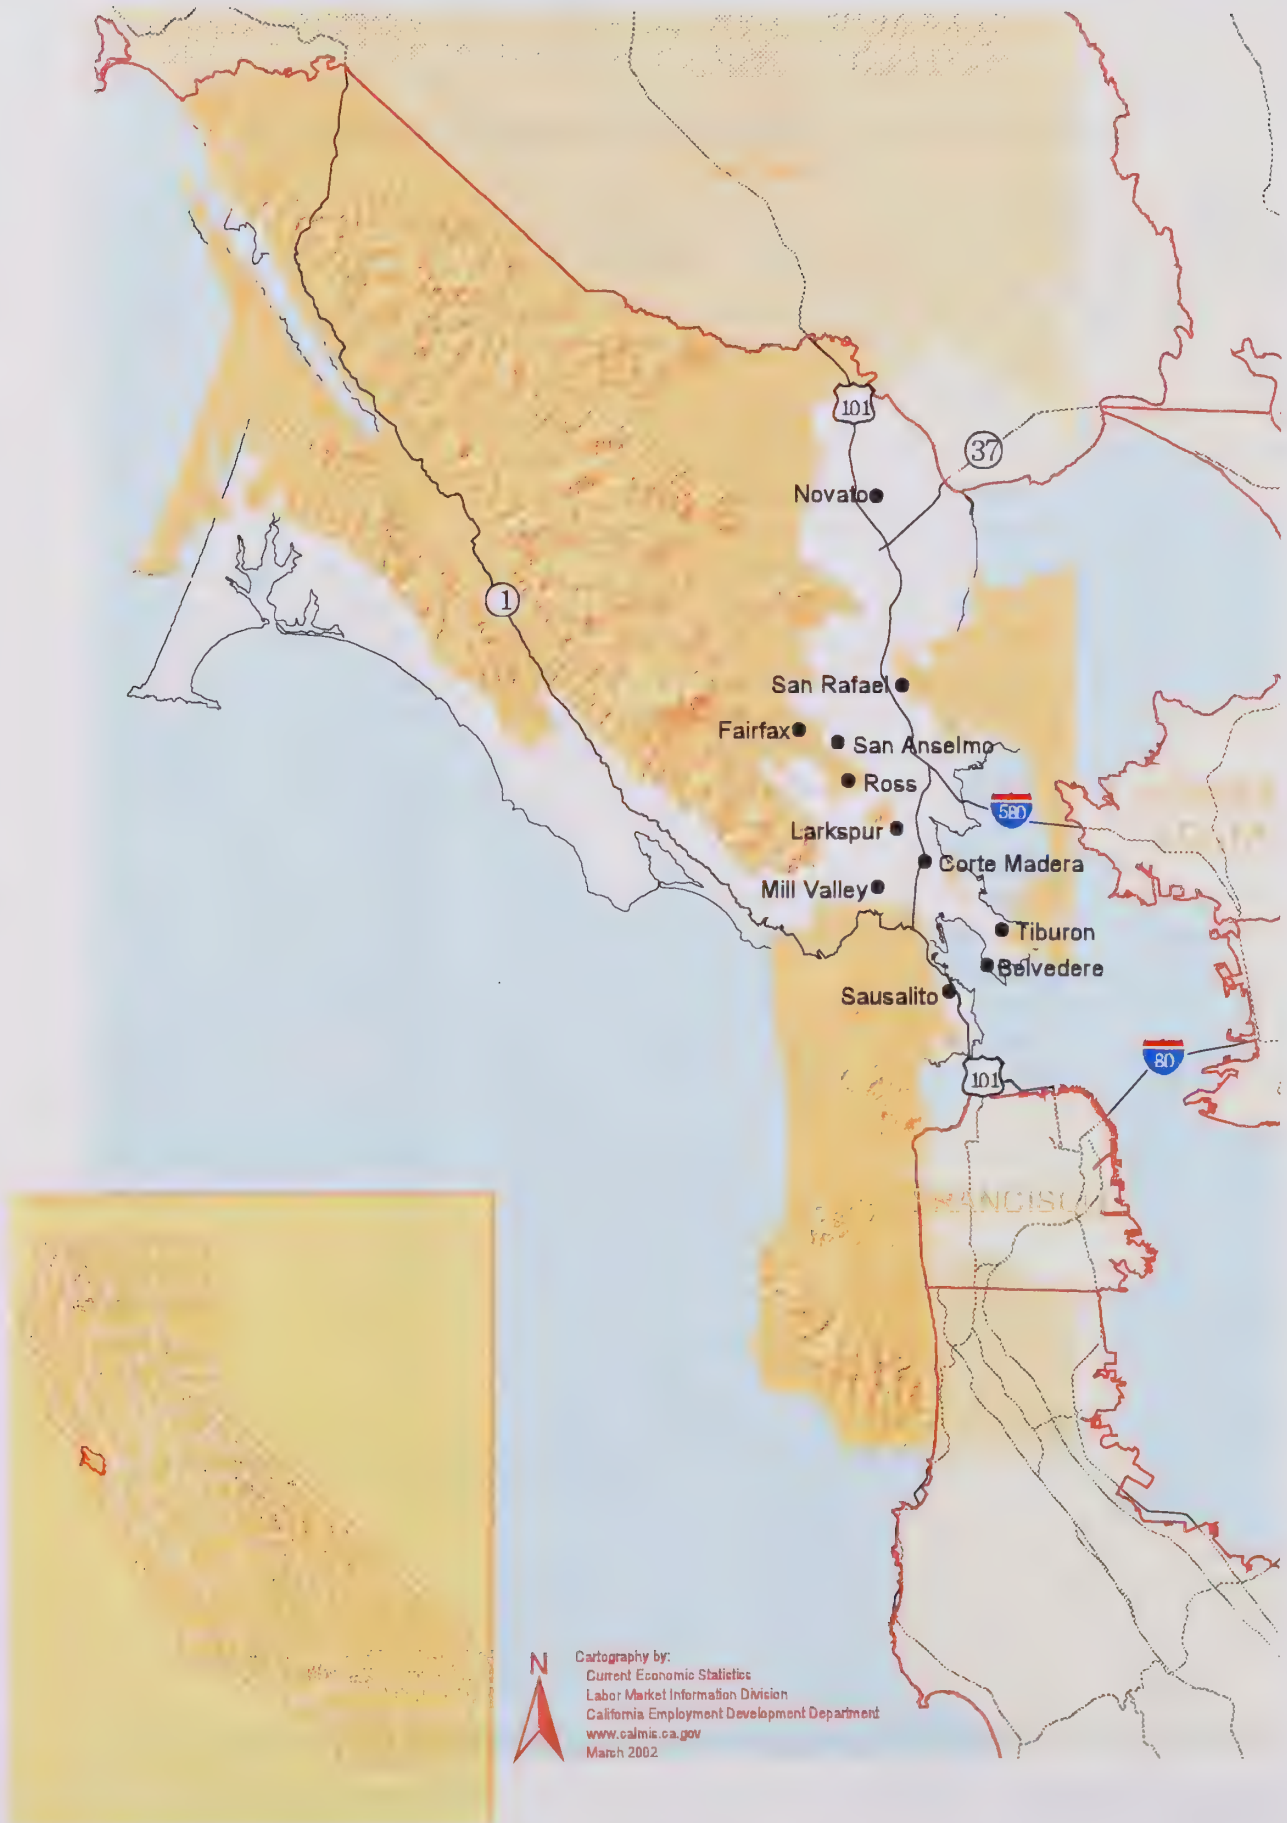 101
37
Novato
1
San Rafael
Fairfax
San Anselmo
Ross
580
Larkspur
Corte Madera
Mill Valley
Tiburon
Belvedere
Sausalito
80
101
FRANCISCO
N
Cartography by:
Current Economic Statistics
Labor Market Information Division
California Employment Development Department
www.calmis.ca.gov
March 2002